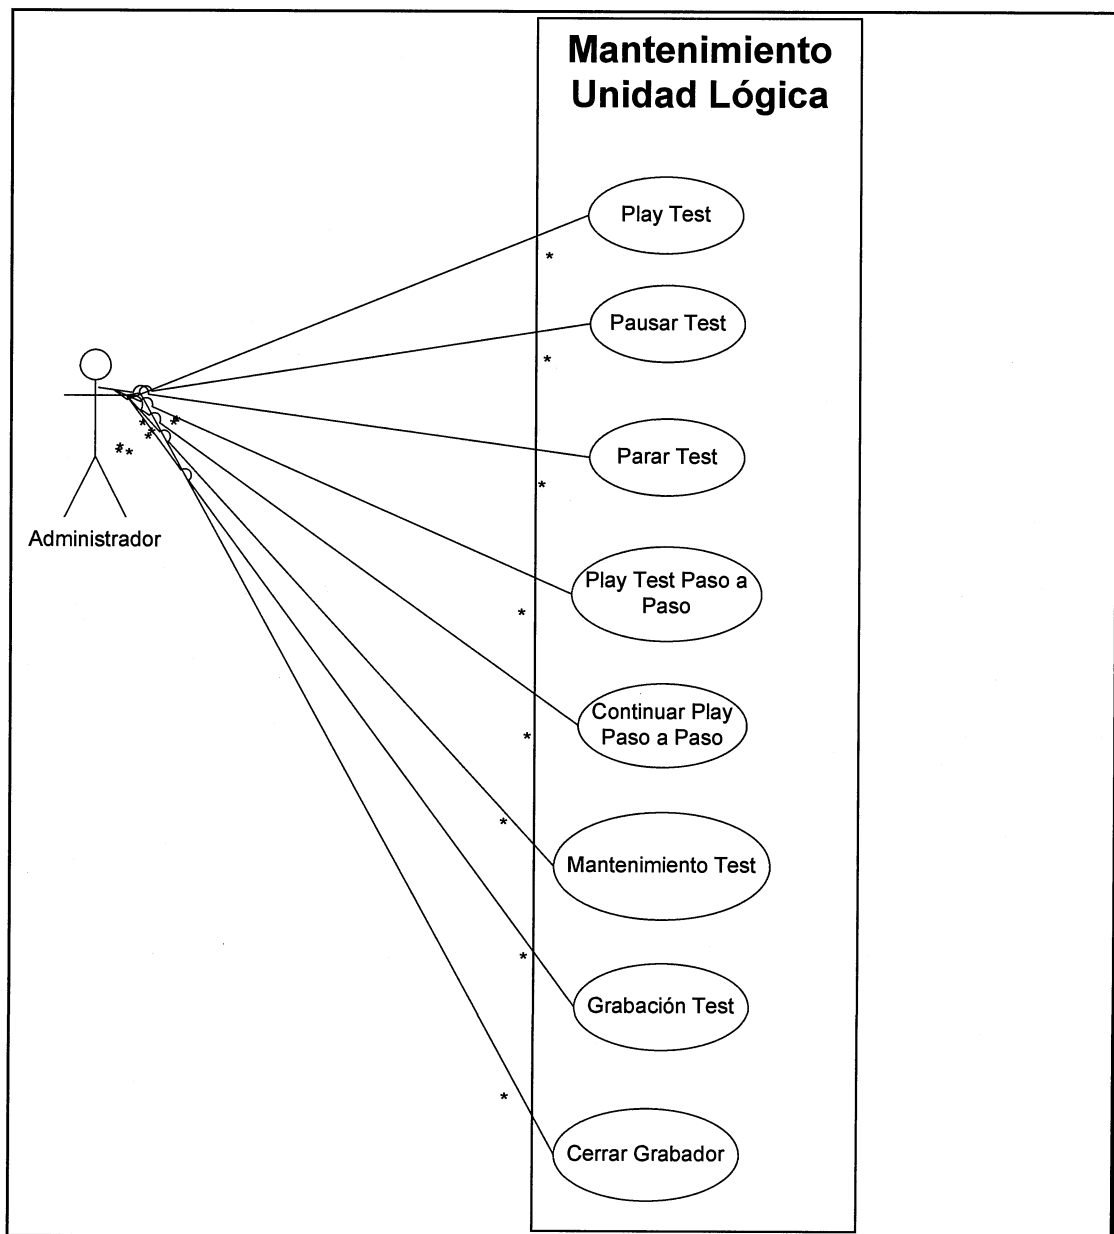 Mantenimiento
Unidad Lógica
Play Test
*
Pausar Test
*
Parar Test
*
Administrador
* * * * * * * *
Play Test Paso a
Paso
*
Continuar Play
Paso a Paso
*
Mantenimiento Test
*
Grabación Test
*
Cerrar Grabador
*